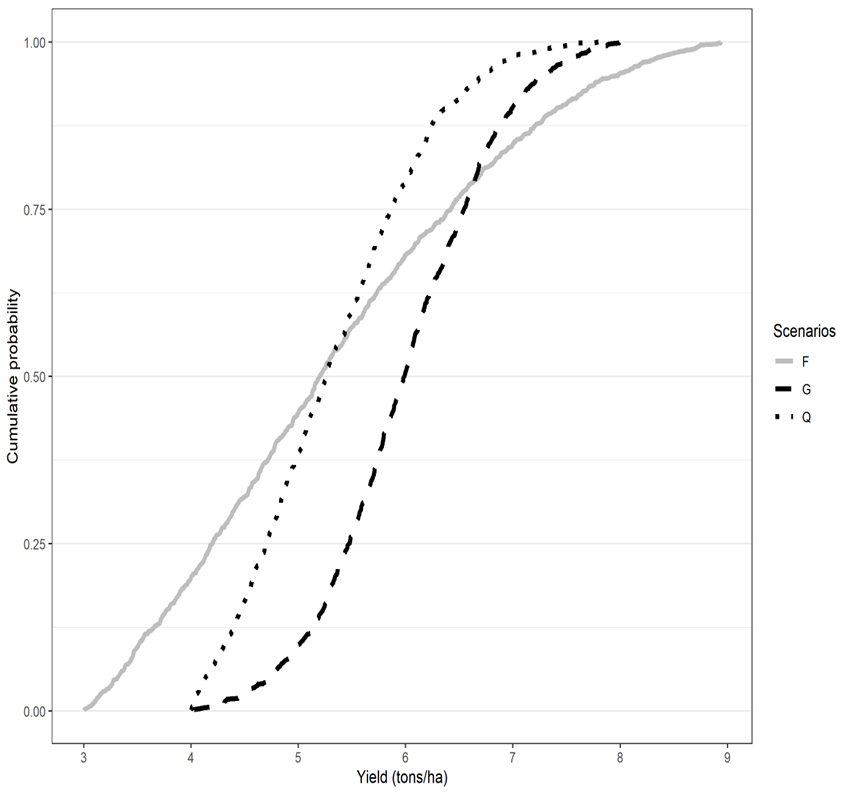 1.00
0.75
0.50
0.25
0.00
Cumulative probability
3 4 5 6 7 8 9
Yield (tons/ha)
Scenarios
F
G
Q